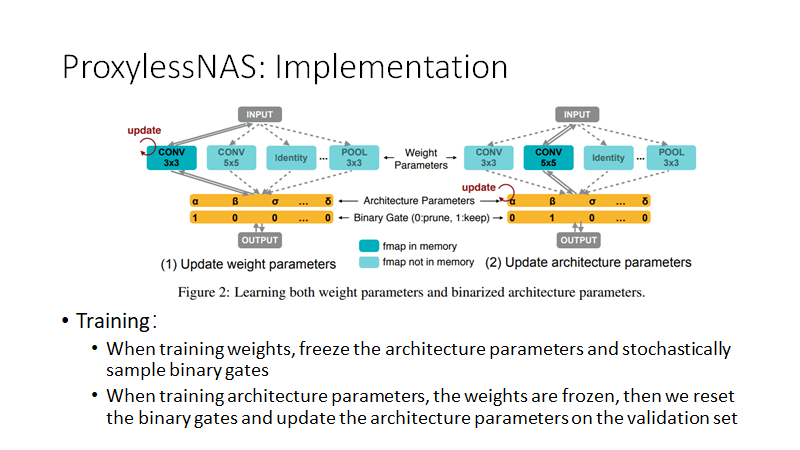 ProxylessNAS: Implementation
INPUT
update
CONV 3x3
CONV 5x5
Identity
...
POOL 3x3
α β σ ... δ
1 0 0 ... 0
OUTPUT
(1) Update weight parameters
Weight Parameters
Architecture Parameters
Binary Gate (0:prune, 1:keep)
fmap in memory
fmap not in memory
INPUT
CONV 3x3
CONV 5x5
Identity
...
POOL 3x3
update
α β σ ... δ
0 1 0 ... 0
OUTPUT
(2) Update architecture parameters
Figure 2: Learning both weight parameters and binarized architecture parameters.
• Training:
• When training weights, freeze the architecture parameters and stochastically
sample binary gates
• When training architecture parameters, the weights are frozen, then we reset
the binary gates and update the architecture parameters on the validation set